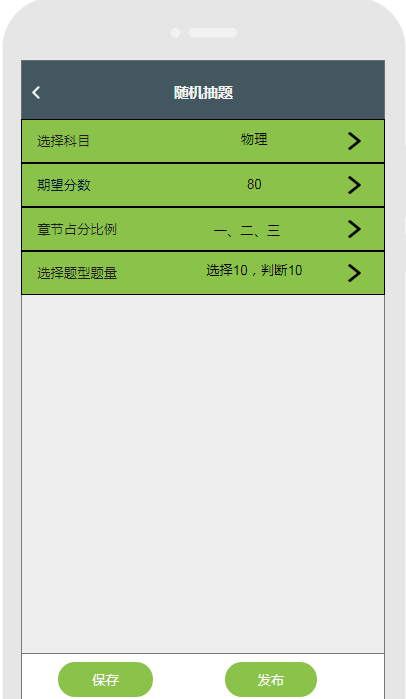 随机抽题
选择科目 物理
期望分数 80
章节占分比例 一、二、三
选择题型题量 选择10，判断10
保存 发布